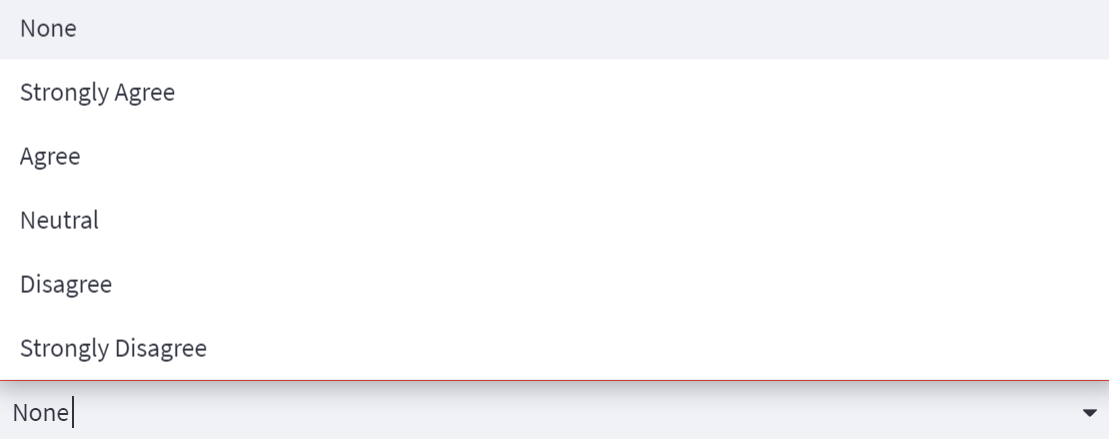 None
Strongly Agree
Agree
Neutral
Disagree
Strongly Disagree
None